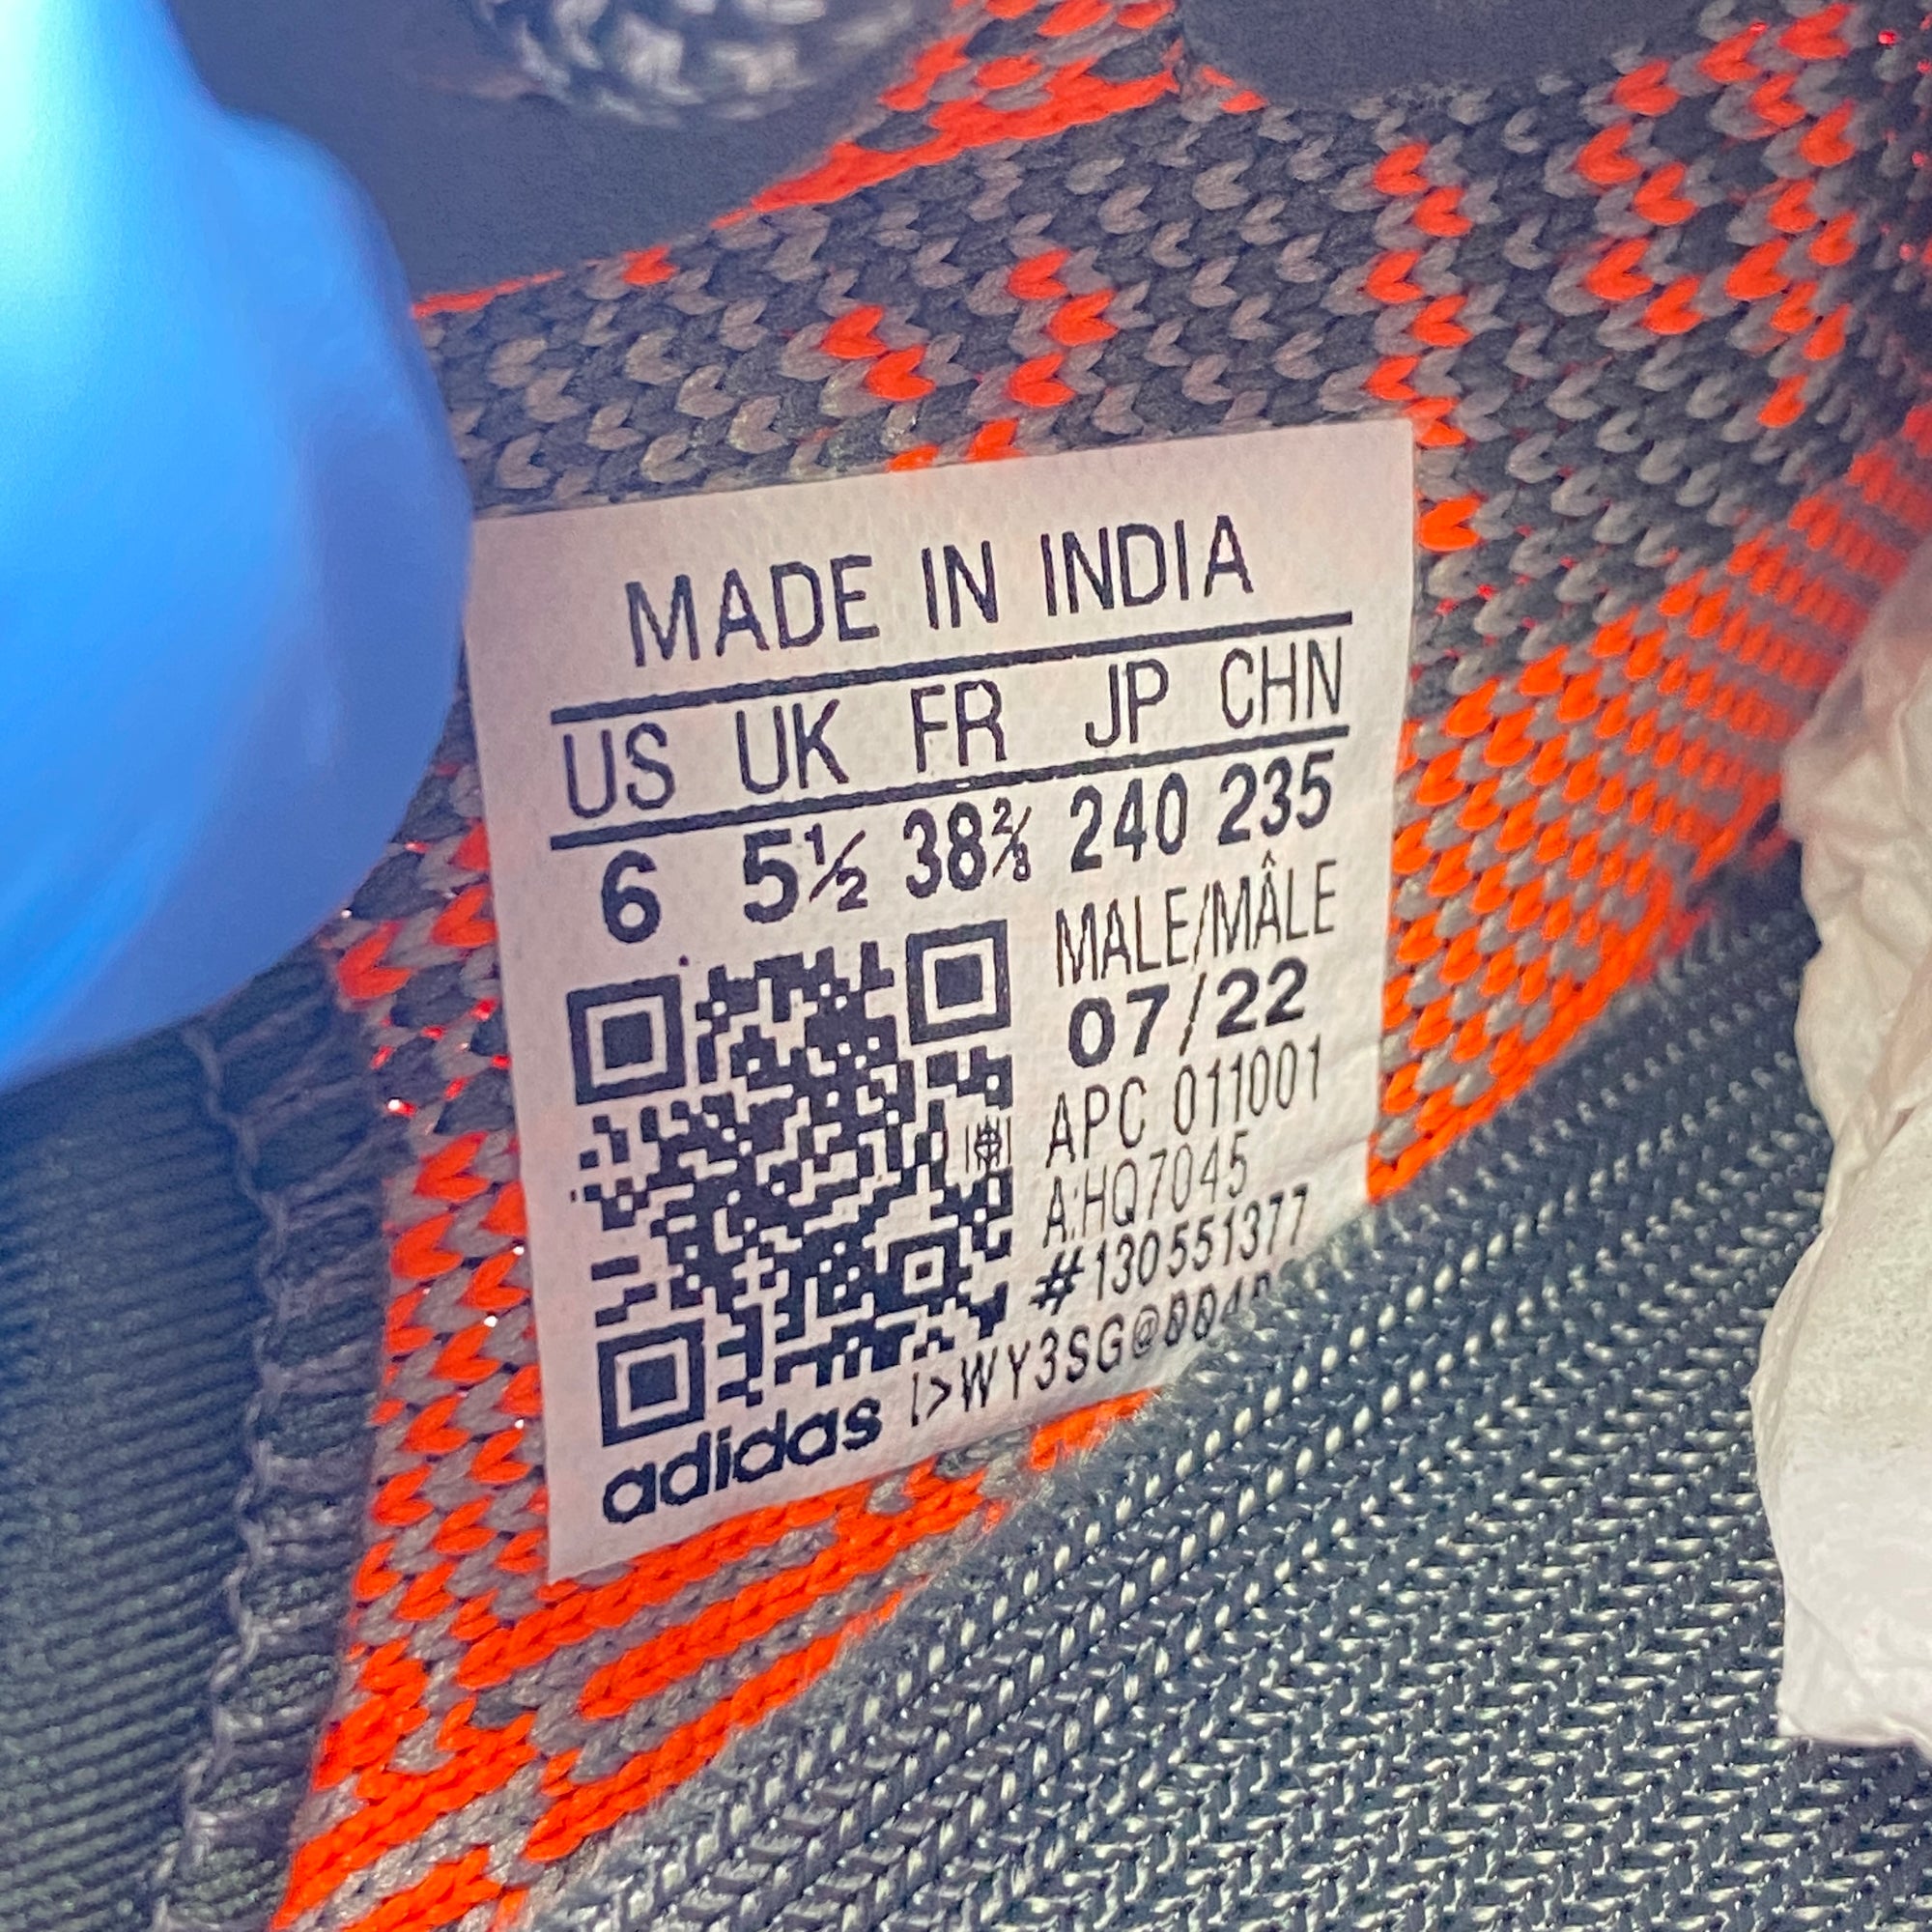 MADE IN INDIA
US UK FR JP CHN
6 5½ 38⅔ 240 235
MALE/MÂLE
07/22
APC 011001
A:HQ7045
#130551377
adidas